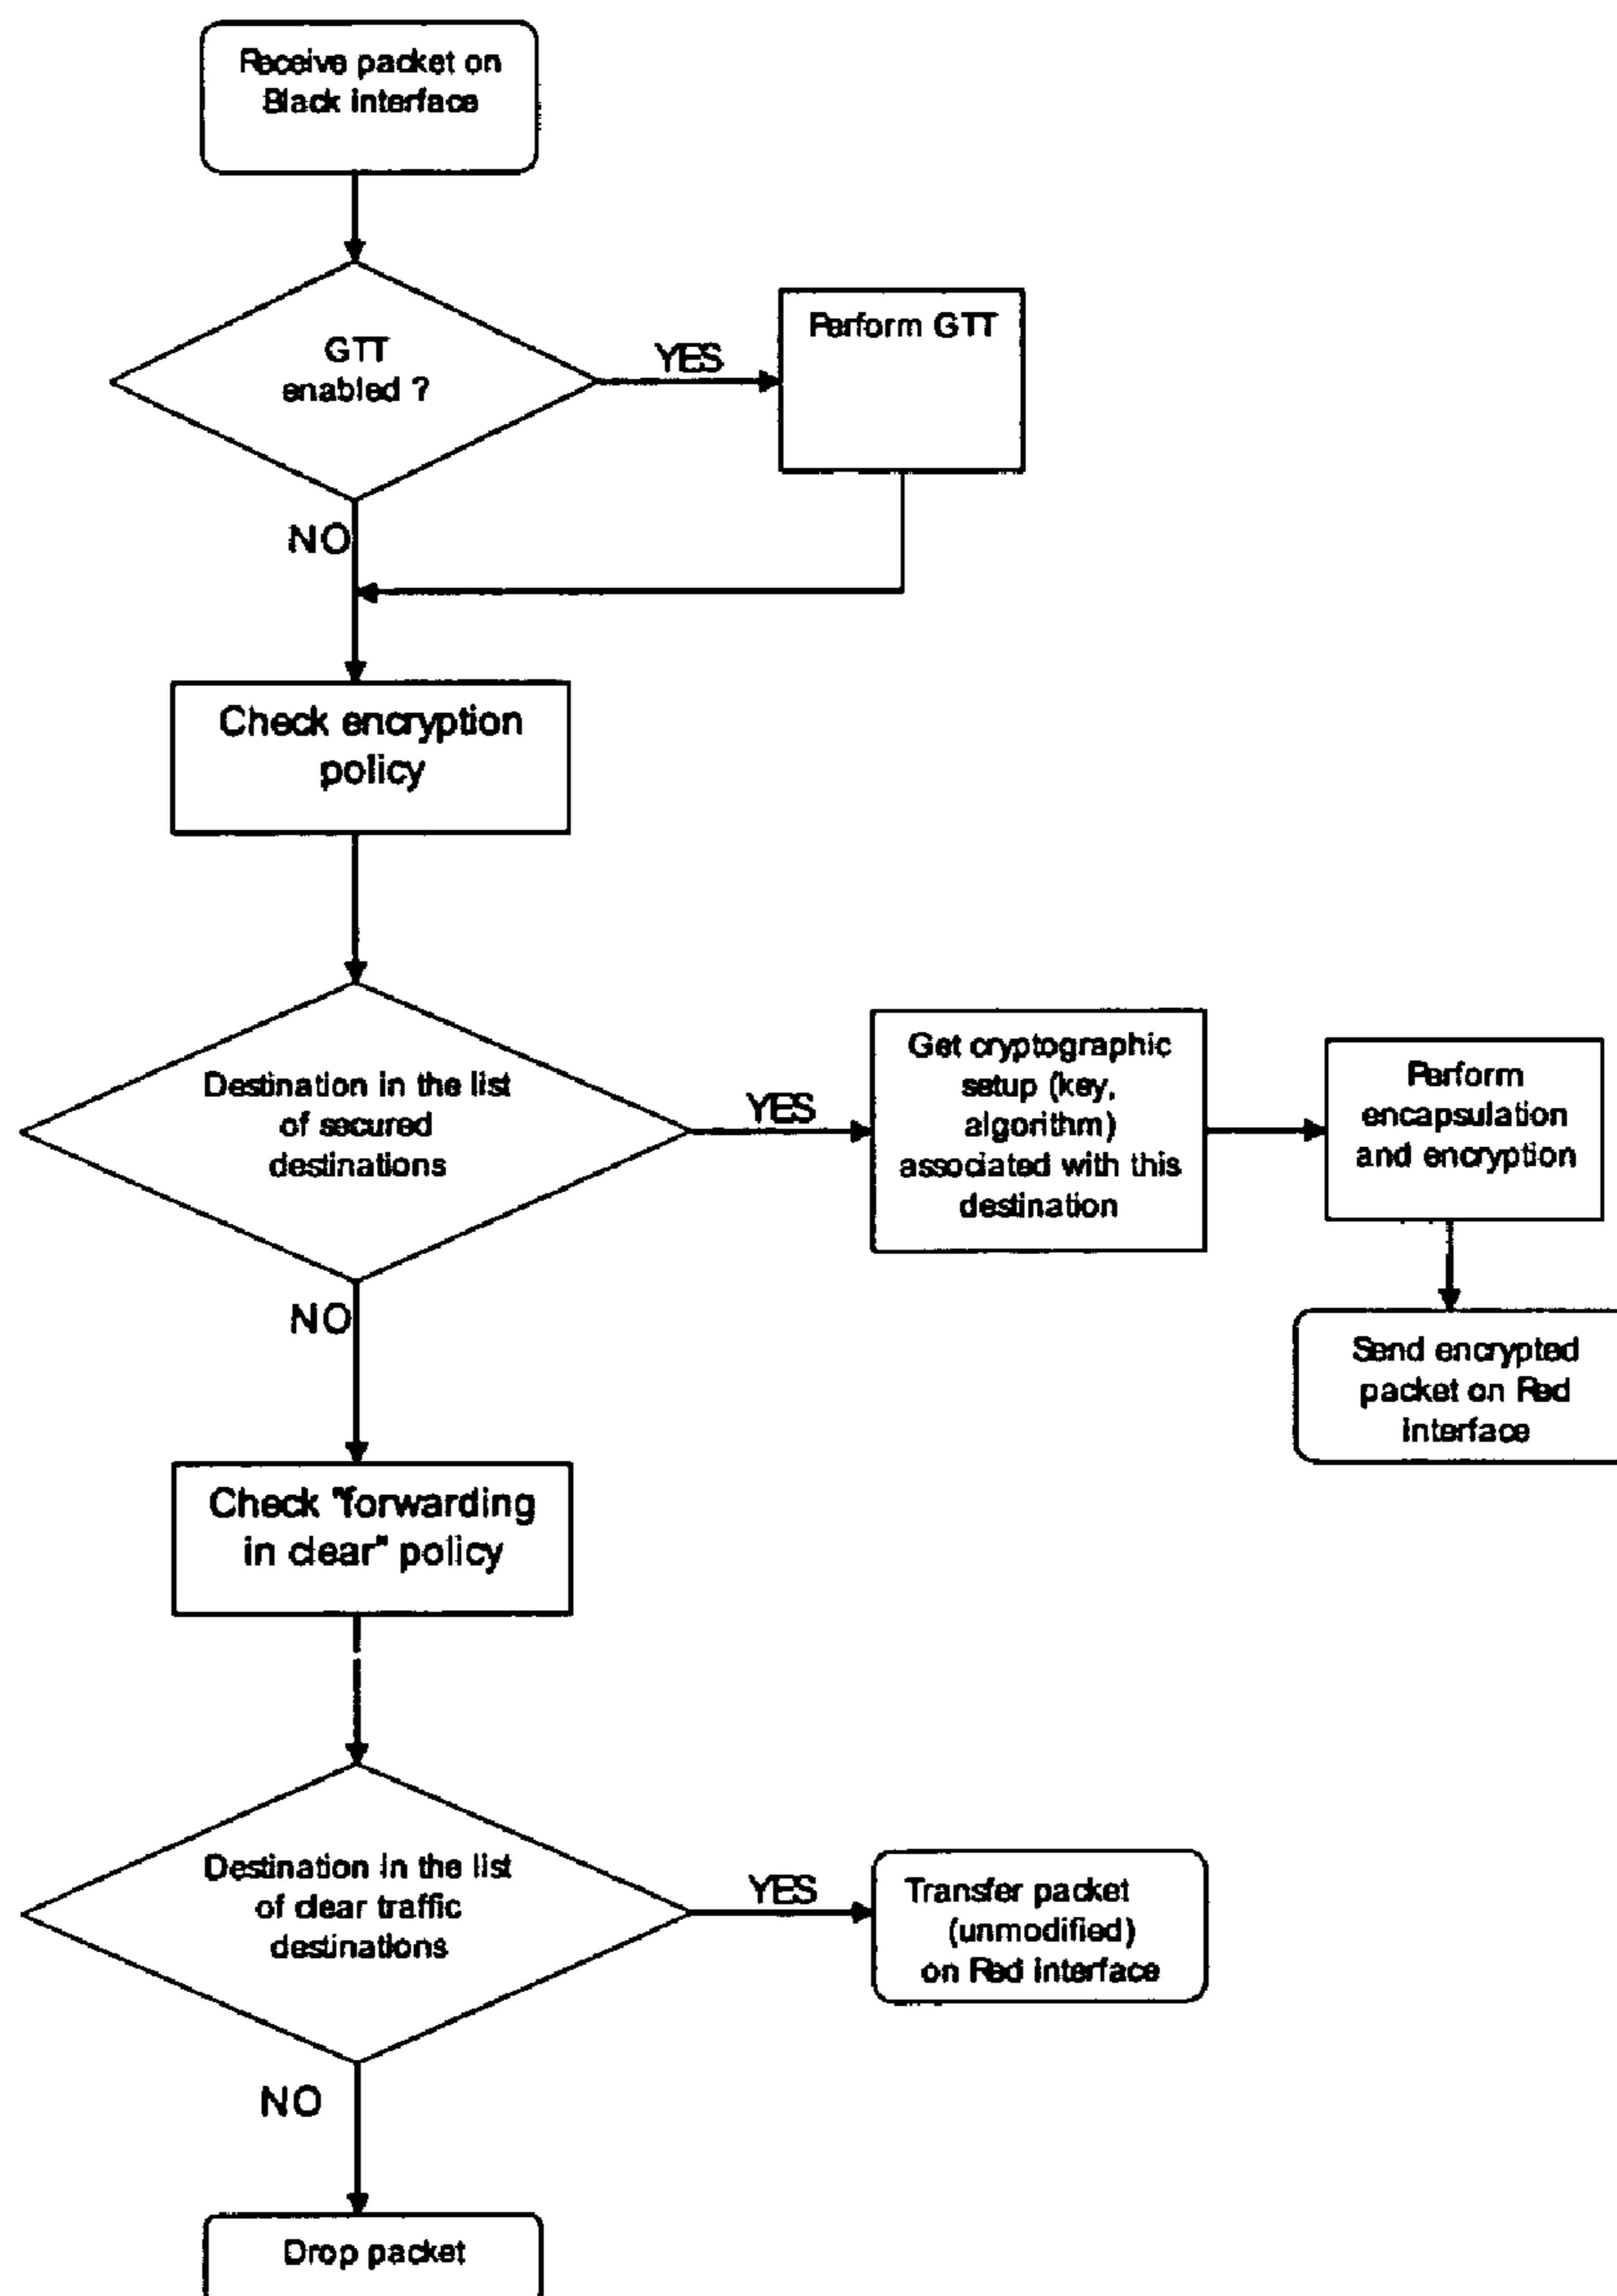 Receive packet on
Black interface
GTT
enabled ?
YES
Perform GTT
NO
Check encryption
policy
Destination in the list
of secured
destinations
YES
Get cryptographic
setup (key,
algorithm)
associated with this
destination
Perform
encapsulation
and encryption
NO
Send encrypted
packet on Red
interface
Check "forwarding
in clear" policy
Destination in the list
of clear traffic
destinations
YES
Transfer packet
(unmodified)
on Red interface
NO
Drop packet